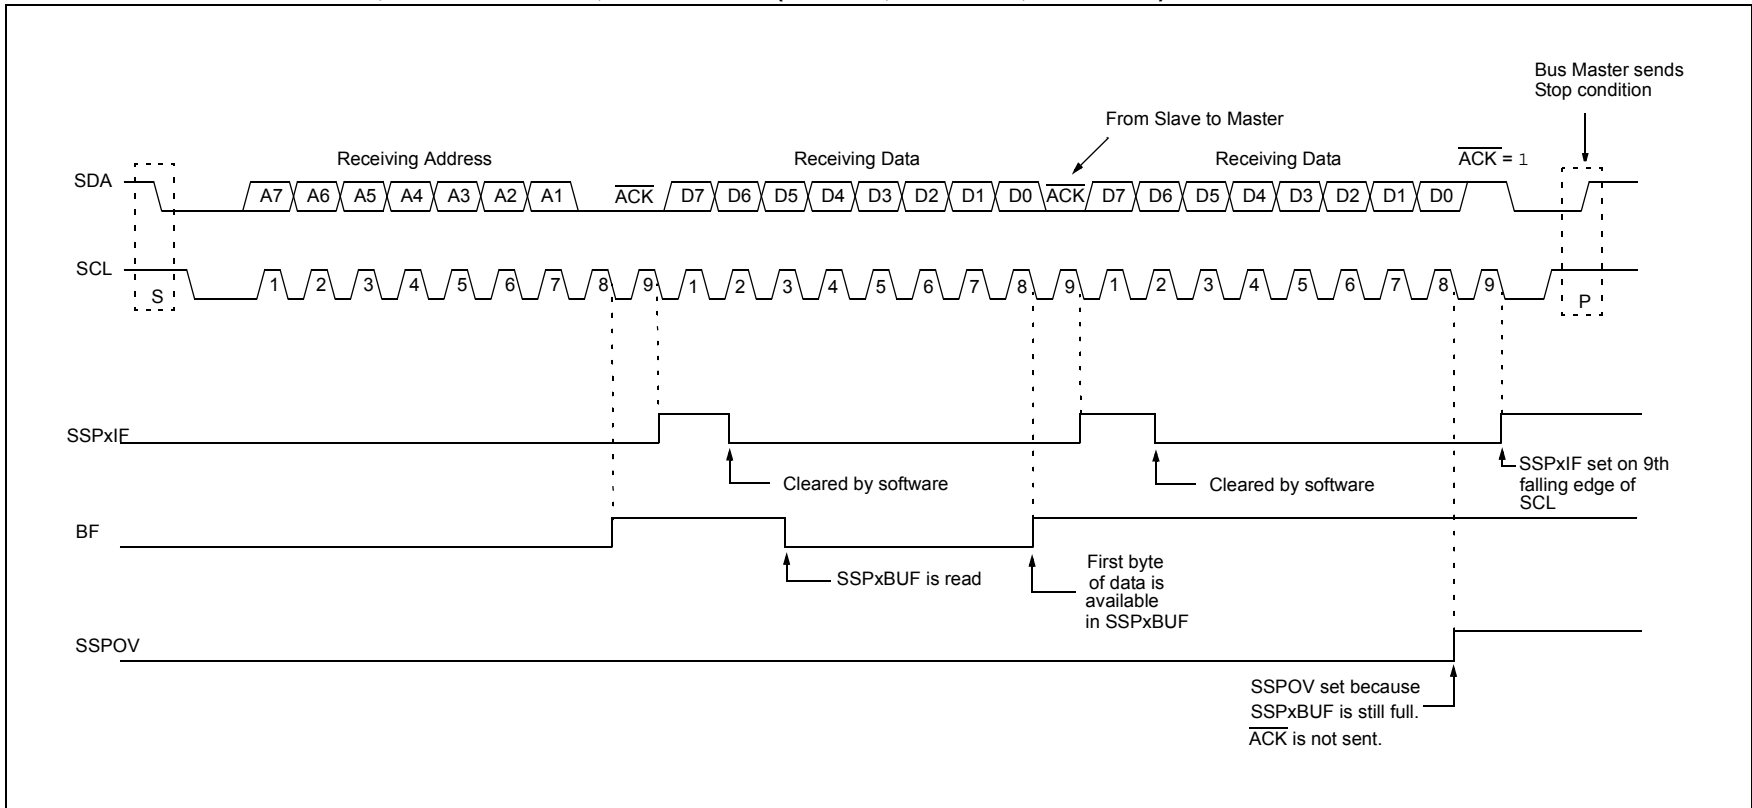 Bus Master sends
Stop condition
From Slave to Master
Receiving Address
Receiving Data
Receiving Data
ACK = 1
SDA
A7 A6 A5 A4 A3 A2 A1 ACK D7 D6 D5 D4 D3 D2 D1 D0 ACK D7 D6 D5 D4 D3 D2 D1 D0
SCL
S
1 2 3 4 5 6 7 8 9 1 2 3 4 5 6 7 8 9 1 2 3 4 5 6 7 8 9
P
SSPxIF
Cleared by software
Cleared by software
SSPxIF set on 9th
falling edge of
SCL
BF
SSPxBUF is read
First byte
of data is
available
in SSPxBUF
SSPOV
SSPOV set because
SSPxBUF is still full.
ACK is not sent.